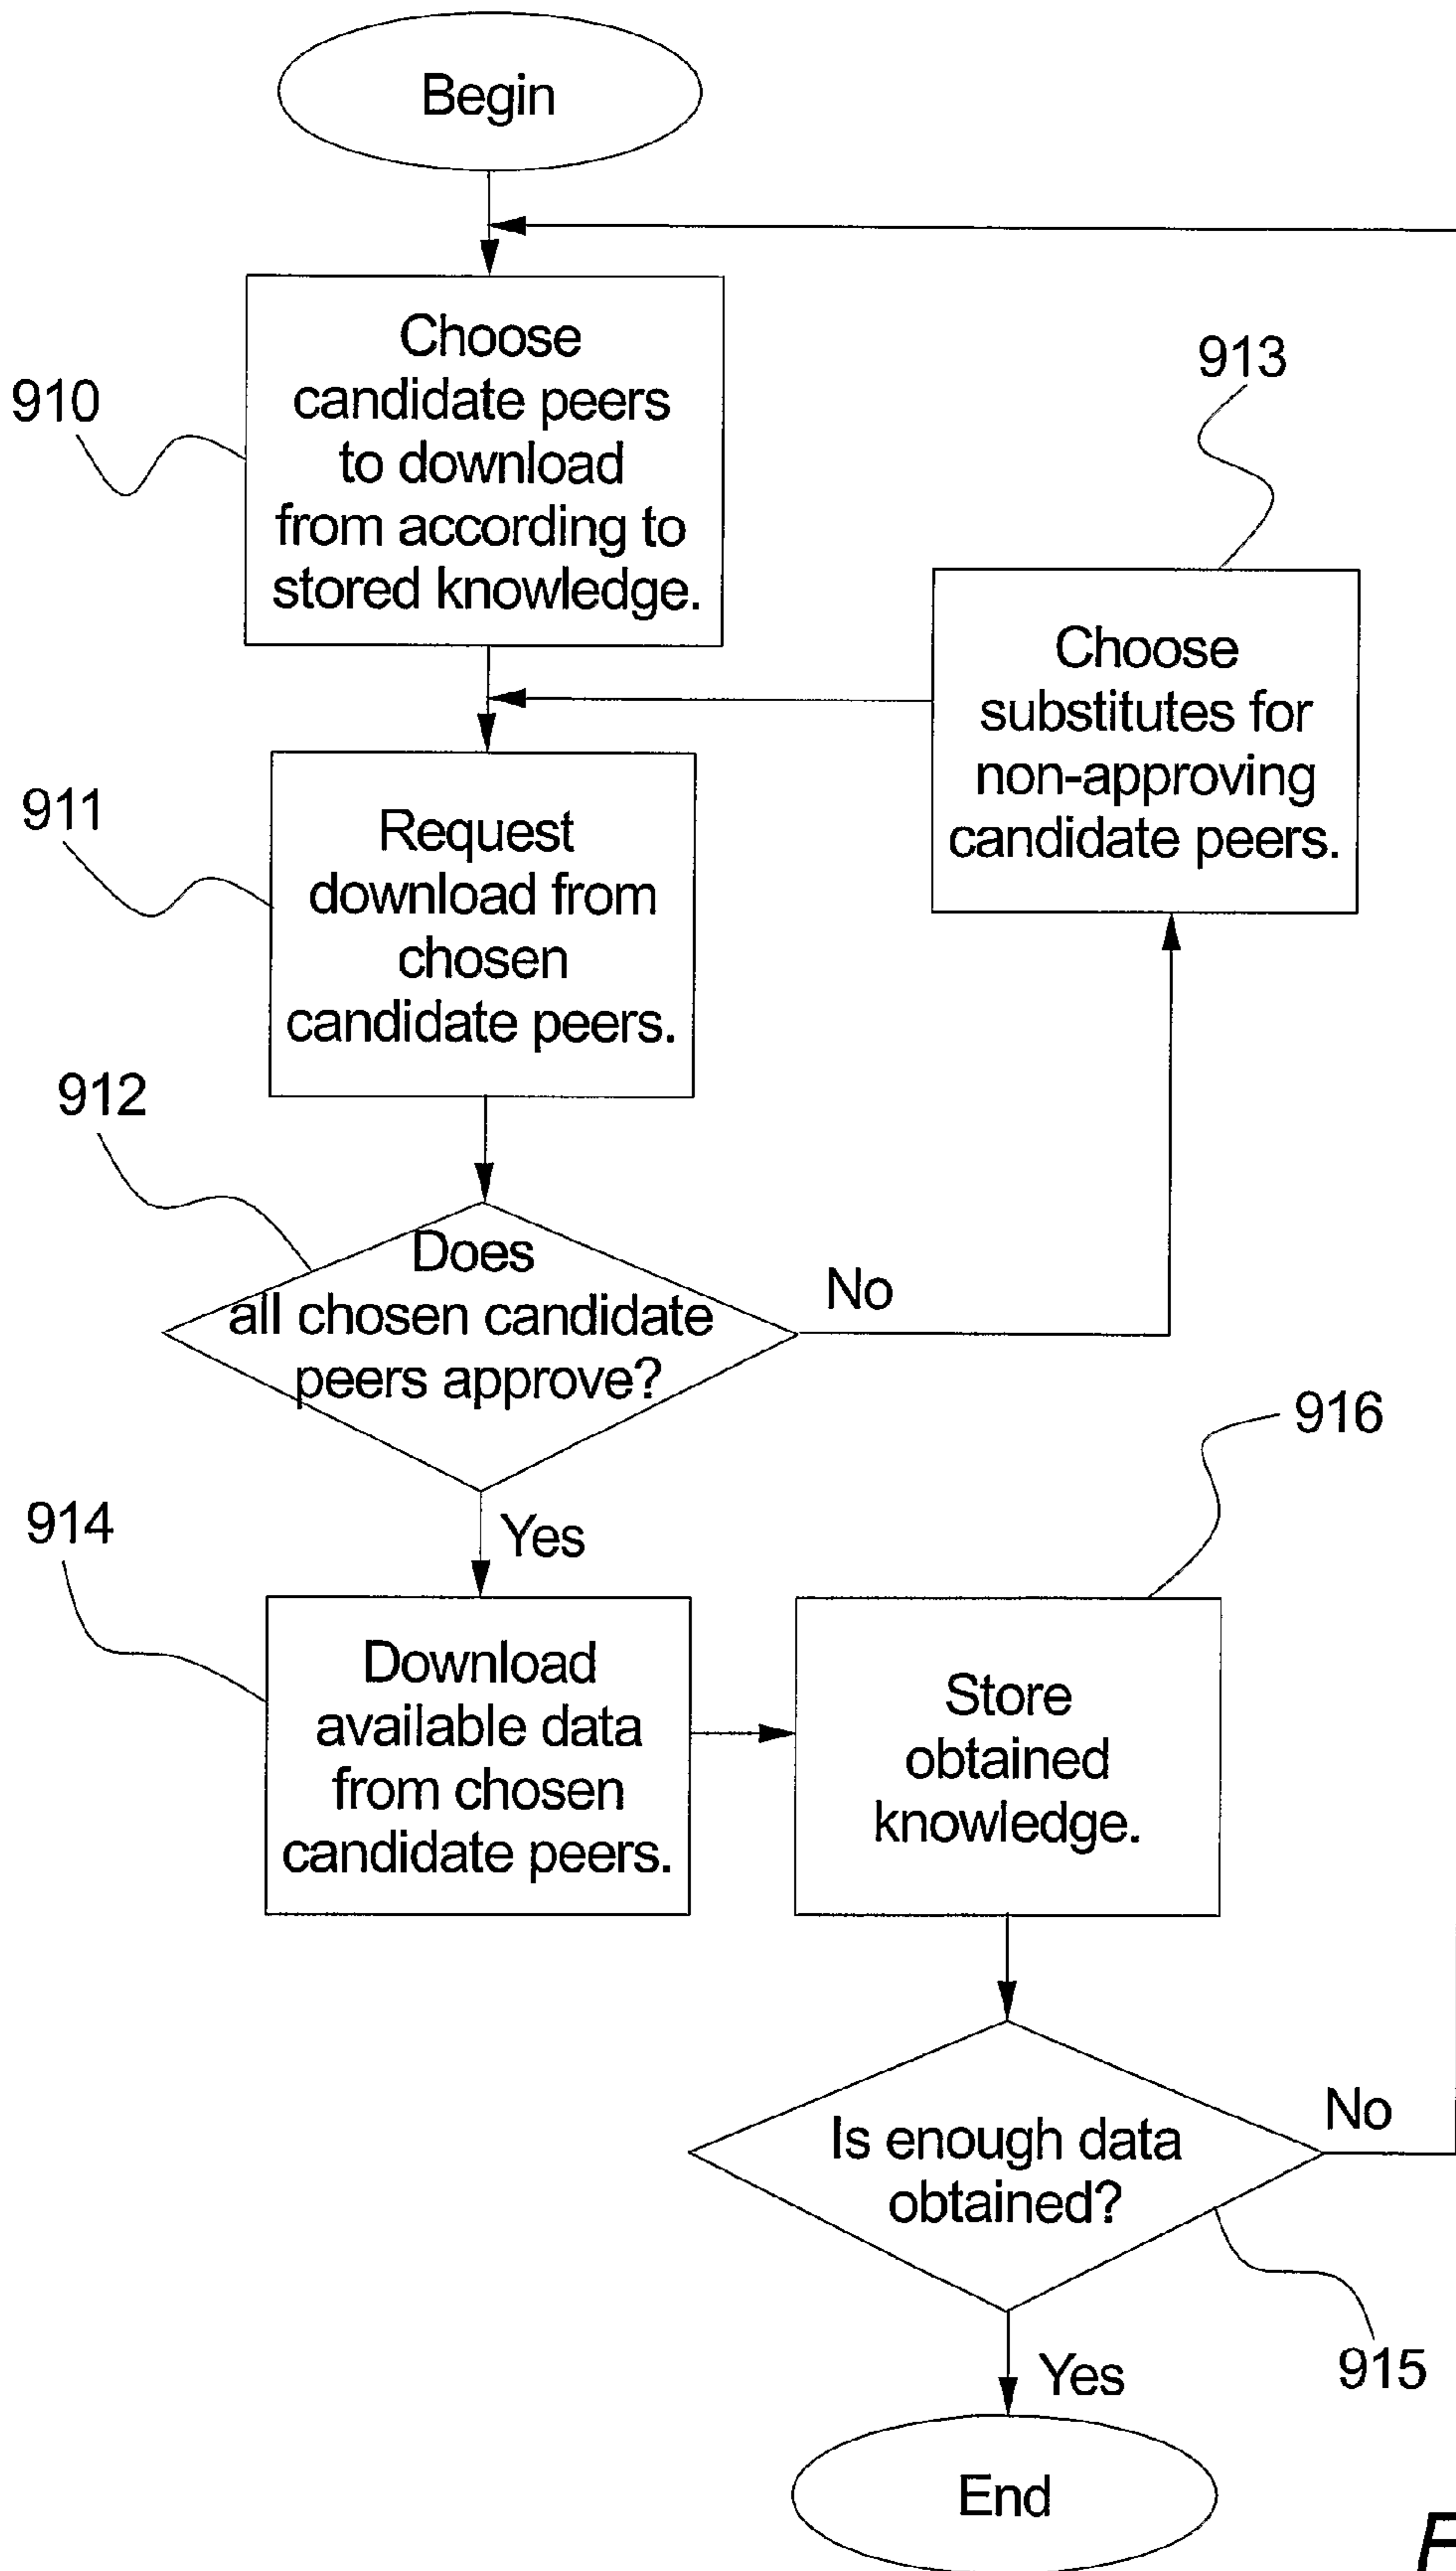 Begin
Choose
candidate peers
to download
from according to
stored knowledge.
910
913
Choose
substitutes for
non-approving
candidate peers.
911
Request
download from
chosen
candidate peers.
912
Does
all chosen candidate
peers approve?
No
Yes
916
914
Download
available data
from chosen
candidate peers.
Store
obtained
knowledge.
Is enough data
obtained?
No
915
Yes
End